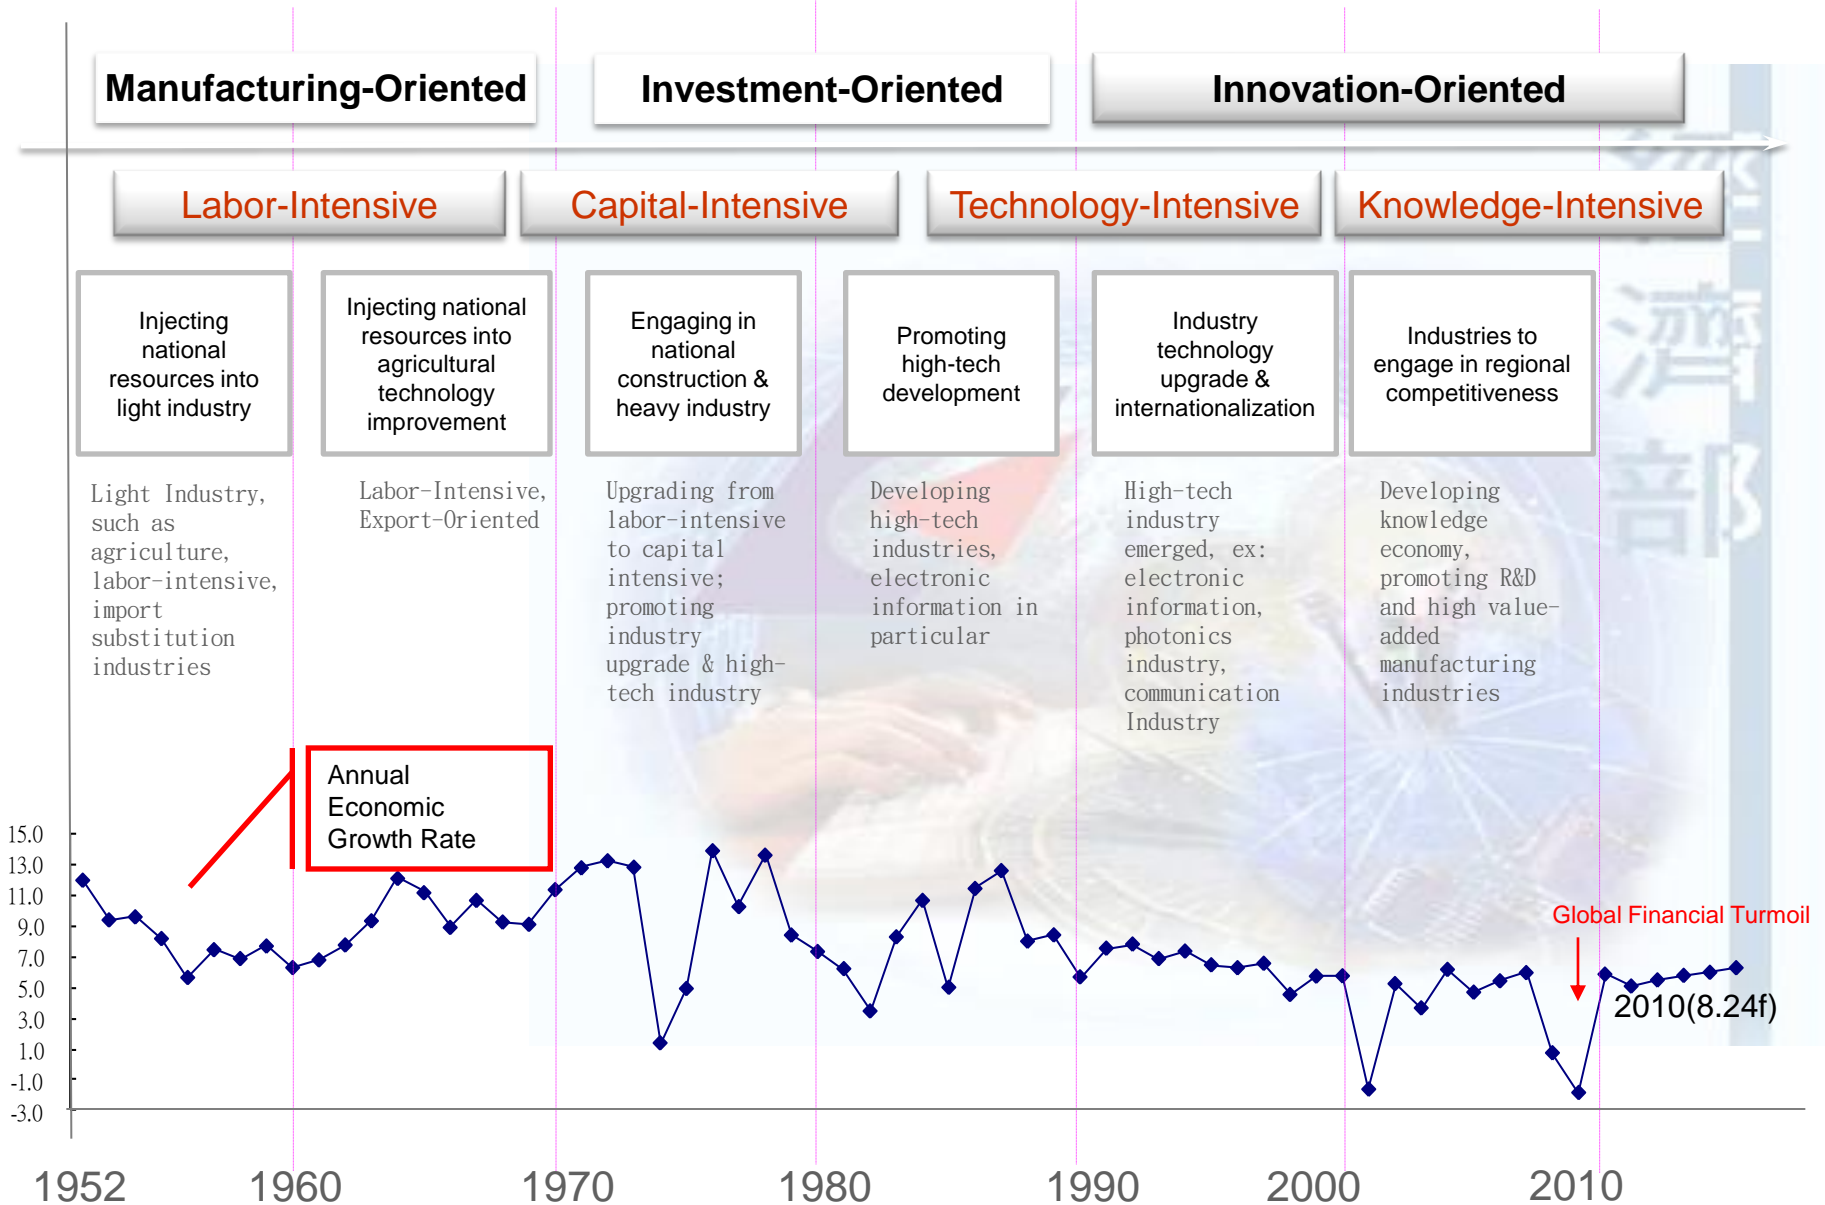 Manufacturing-Oriented
Investment-Oriented
Innovation-Oriented
Labor-Intensive
Capital-Intensive
Technology-Intensive
Knowledge-Intensive
Injecting
national
resources into
light industry
Injecting national
resources into
agricultural
technology
improvement
Engaging in
national
construction &
heavy industry
Promoting
high-tech
development
Industry
technology
upgrade &
internationalization
Industries to
engage in regional
competitiveness
Light Industry,
such as
agriculture,
labor-intensive,
import
substitution
industries
Labor-Intensive,
Export-Oriented
Upgrading from
labor-intensive
to capital
intensive;
promoting
industry
upgrade & high-
tech industry
Developing
high-tech
industries,
electronic
information in
particular
High-tech
industry
emerged, ex:
electronic
information,
photonics
industry,
communication
Industry
Developing
knowledge
economy,
promoting R&D
and high value-
added
manufacturing
industries
濟
部
Annual
Economic
Growth Rate
15.0
13.0
11.0
9.0
7.0
5.0
3.0
1.0
-1.0
-3.0
Global Financial Turmoil
2010(8.24f)
1952
1960
1970
1980
1990
2000
2010